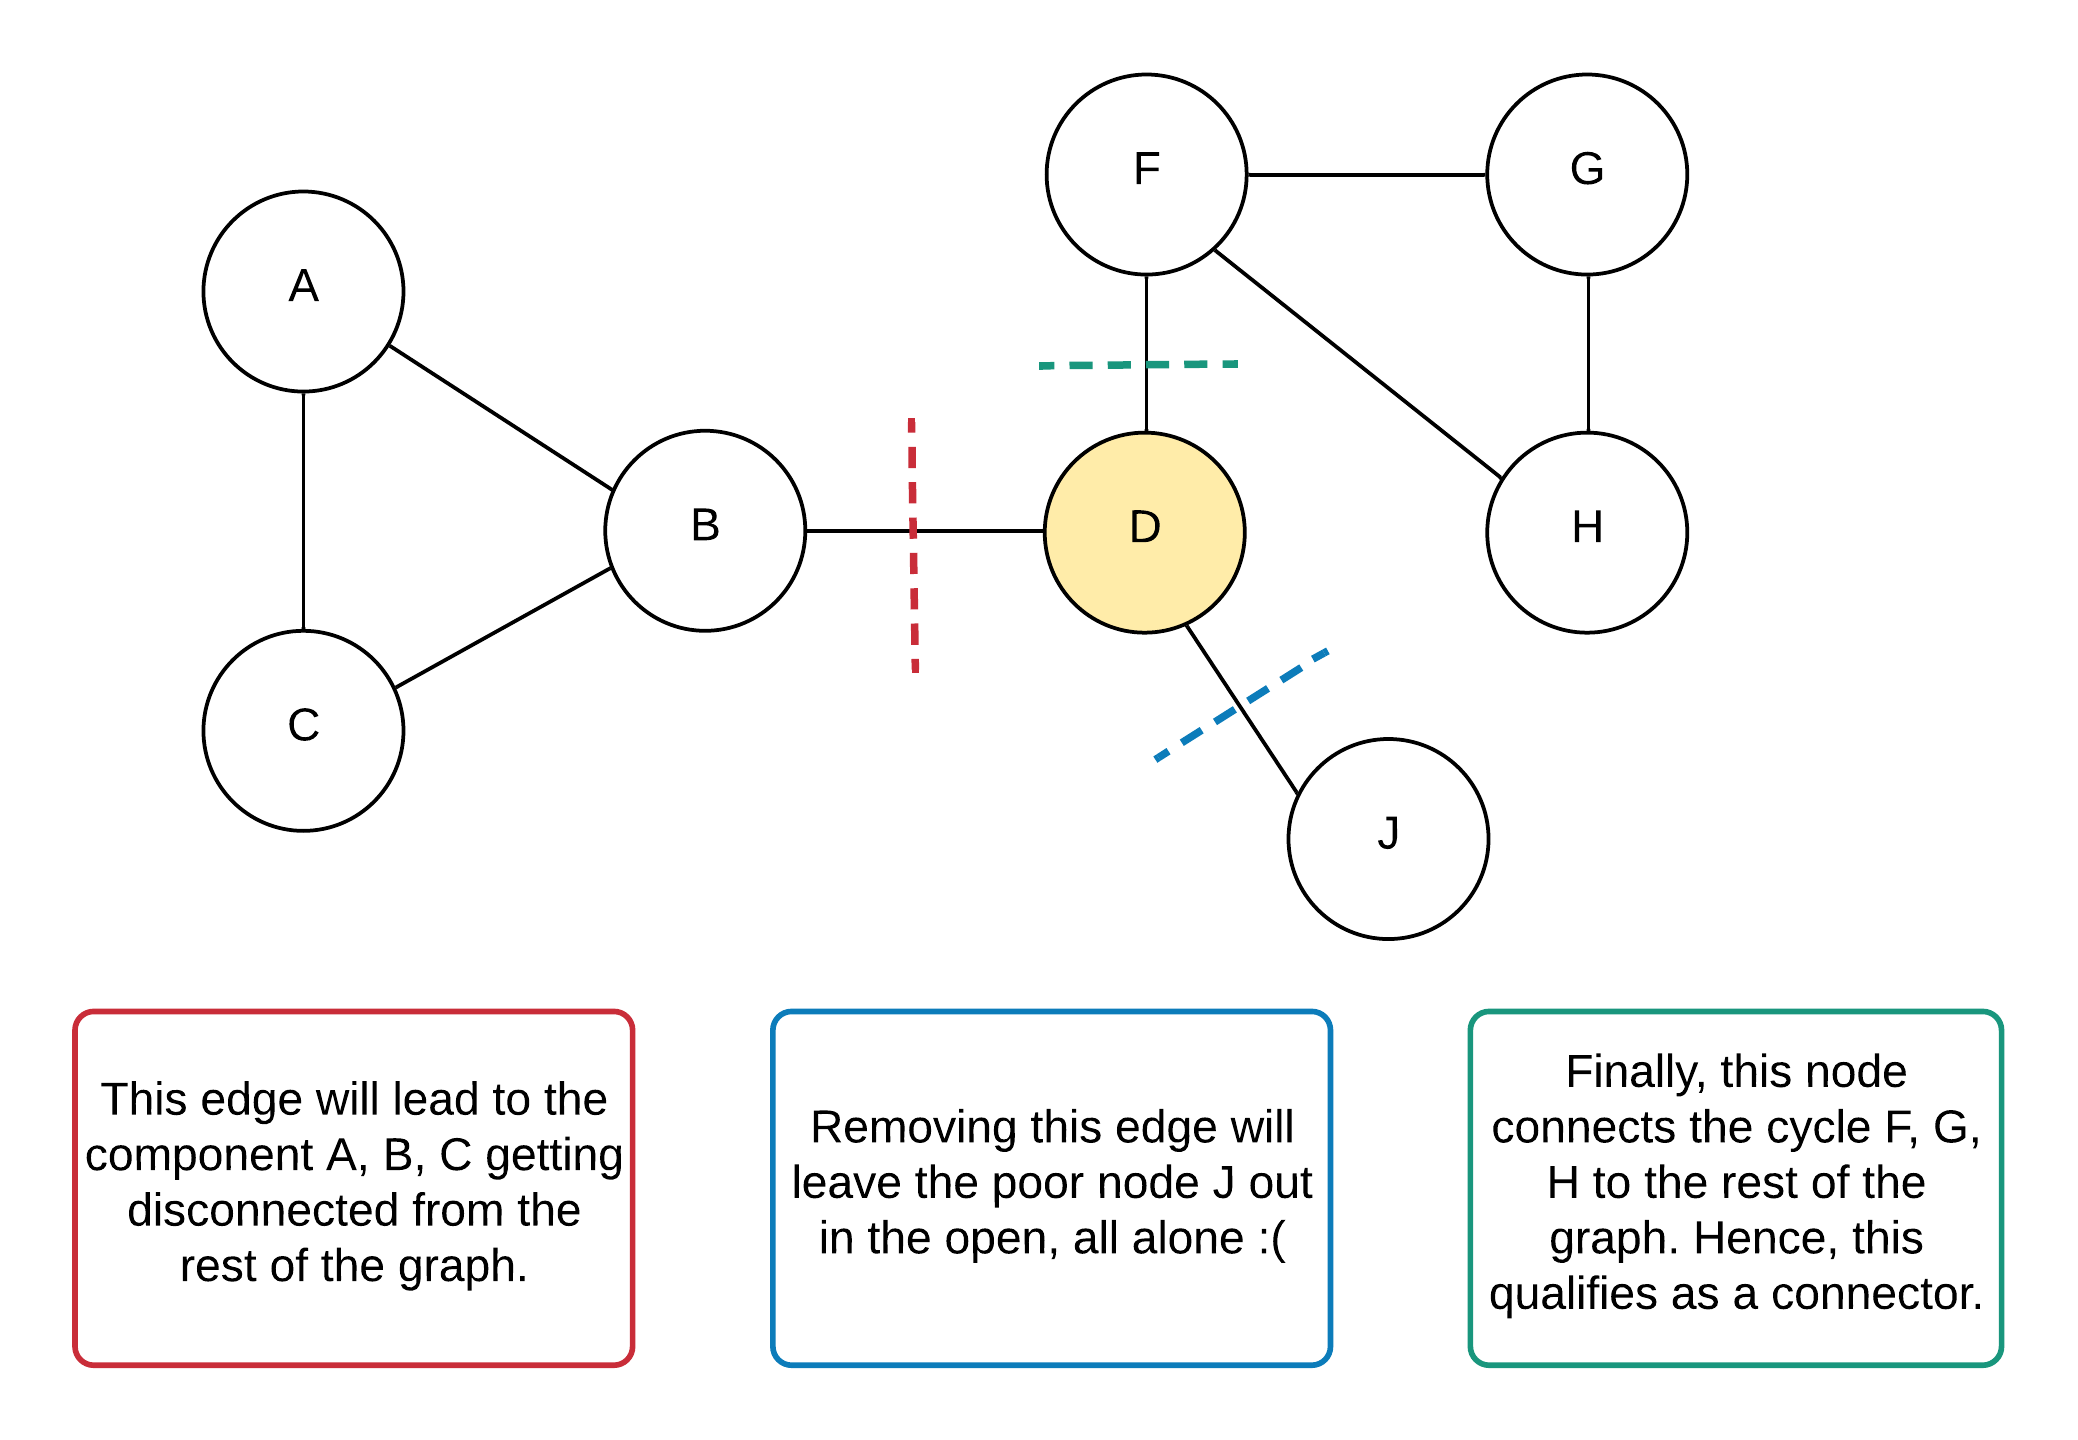 F
G
A
B
D
H
C
J
This edge will lead to the
component A, B, C getting
disconnected from the
rest of the graph.
Removing this edge will
leave the poor node J out
in the open, all alone :(
Finally, this node
connects the cycle F, G,
H to the rest of the
graph. Hence, this
qualifies as a connector.